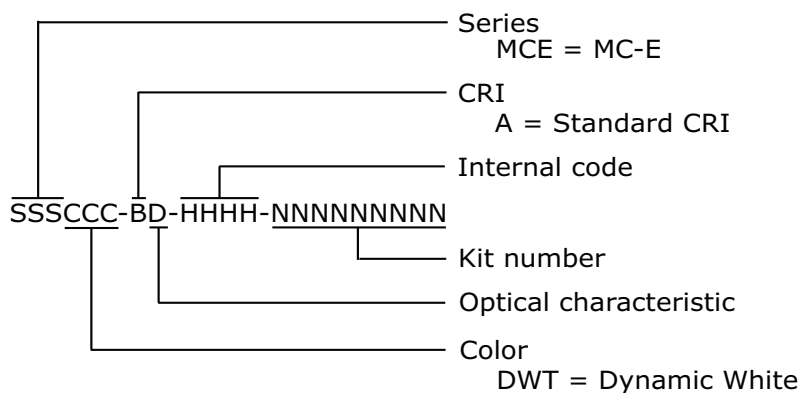 Series
MCE = MC-E
CRI
A = Standard CRI
Internal code
SSSCCC-BD-HHHH-NNNNNNNNN
Kit number
Optical characteristic
Color
DWT = Dynamic White